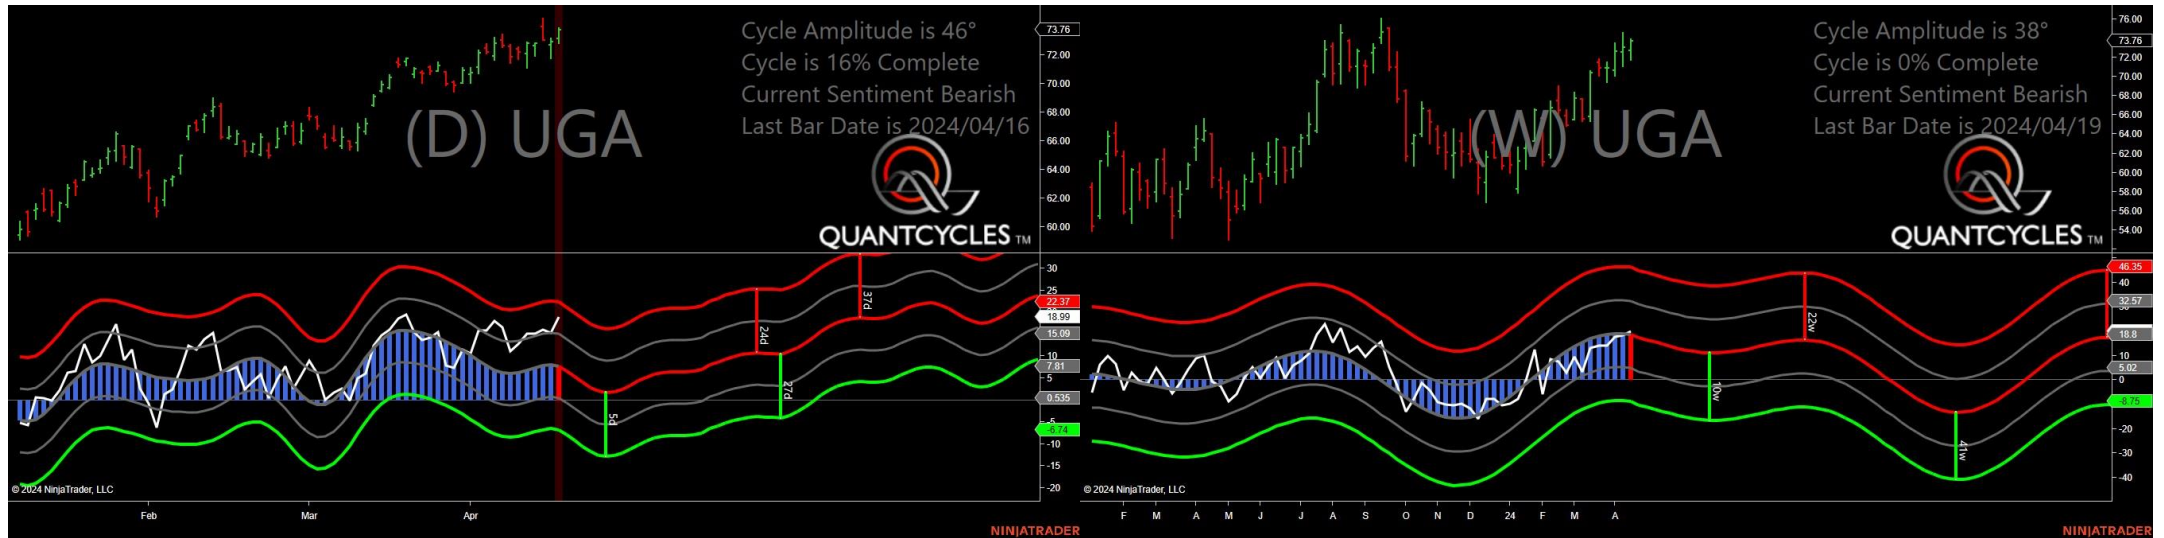 Cycle Amplitude is 46°
Cycle is 16% Complete
Current Sentiment Bearish
Last Bar Date is 2024/04/16
(D) UGA
QUANTCYCLES TM
73.76
72.00
70.00
68.00
66.00
64.00
62.00
60.00
30
25
22.37
18.99
15.09
10
7.81
5
0.535
-6.74
-10
-15
-20
24d
37d
5d
27d
© 2024 NinjaTrader, LLC
Feb Mar Apr
NINJATRADER
Cycle Amplitude is 38°
Cycle is 0% Complete
Current Sentiment Bearish
Last Bar Date is 2024/04/19
(W) UGA
QUANTCYCLES TM
76.00
73.76
72.00
70.00
68.00
66.00
64.00
62.00
60.00
58.00
56.00
54.00
46.35
40
32.57
18.8
10
5.02
0
-8.75
-20
-30
-40
22w
10w
41w
© 2024 NinjaTrader, LLC
F M A M J J A S O N D 24 F M A
NINJATRADER